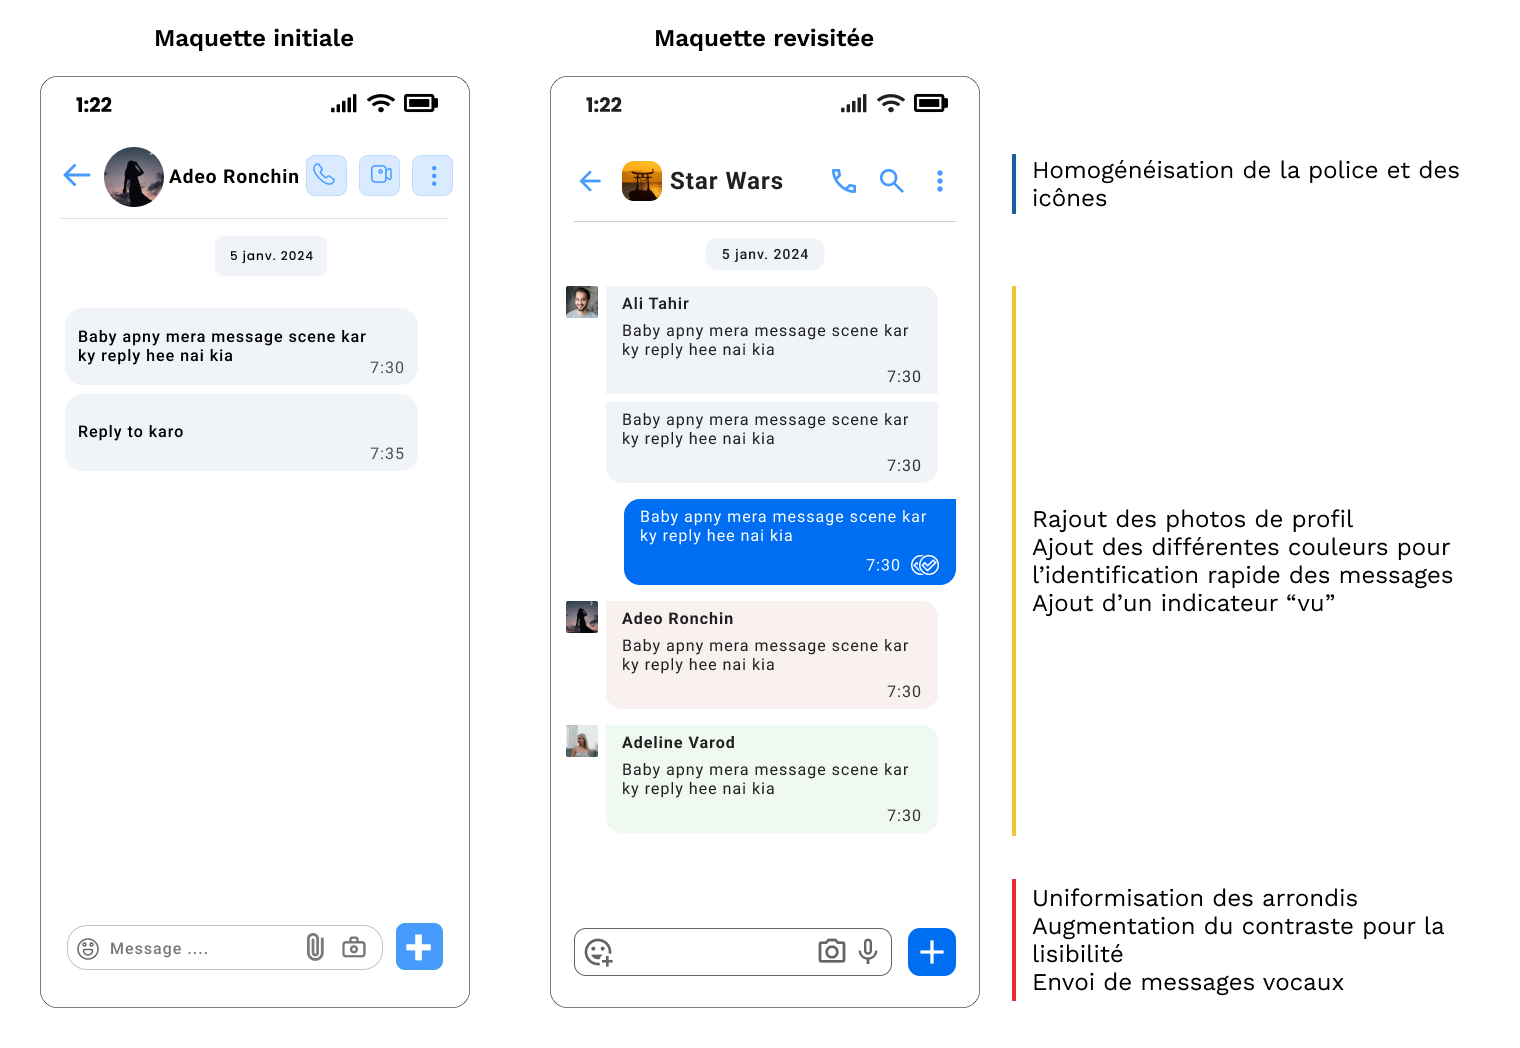 Maquette initiale
1:22
Adeo Ronchin
5 janv. 2024
Baby apny mera message scene kar
ky reply hee nai kia
7:30
Reply to karo
7:35
Message ....
Maquette revisitée
1:22
Star Wars
5 janv. 2024
Ali Tahir
Baby apny mera message scene kar
ky reply hee nai kia
7:30
Baby apny mera message scene kar
ky reply hee nai kia
7:30
Baby apny mera message scene kar
ky reply hee nai kia
7:30
Adeo Ronchin
Baby apny mera message scene kar
ky reply hee nai kia
7:30
Adeline Varod
Baby apny mera message scene kar
ky reply hee nai kia
7:30
Homogénéisation de la police et des
icônes
Rajout des photos de profil
Ajout des différentes couleurs pour
l’identification rapide des messages
Ajout d’un indicateur “vu”
Uniformisation des arrondis
Augmentation du contraste pour la
lisibilité
Envoi de messages vocaux